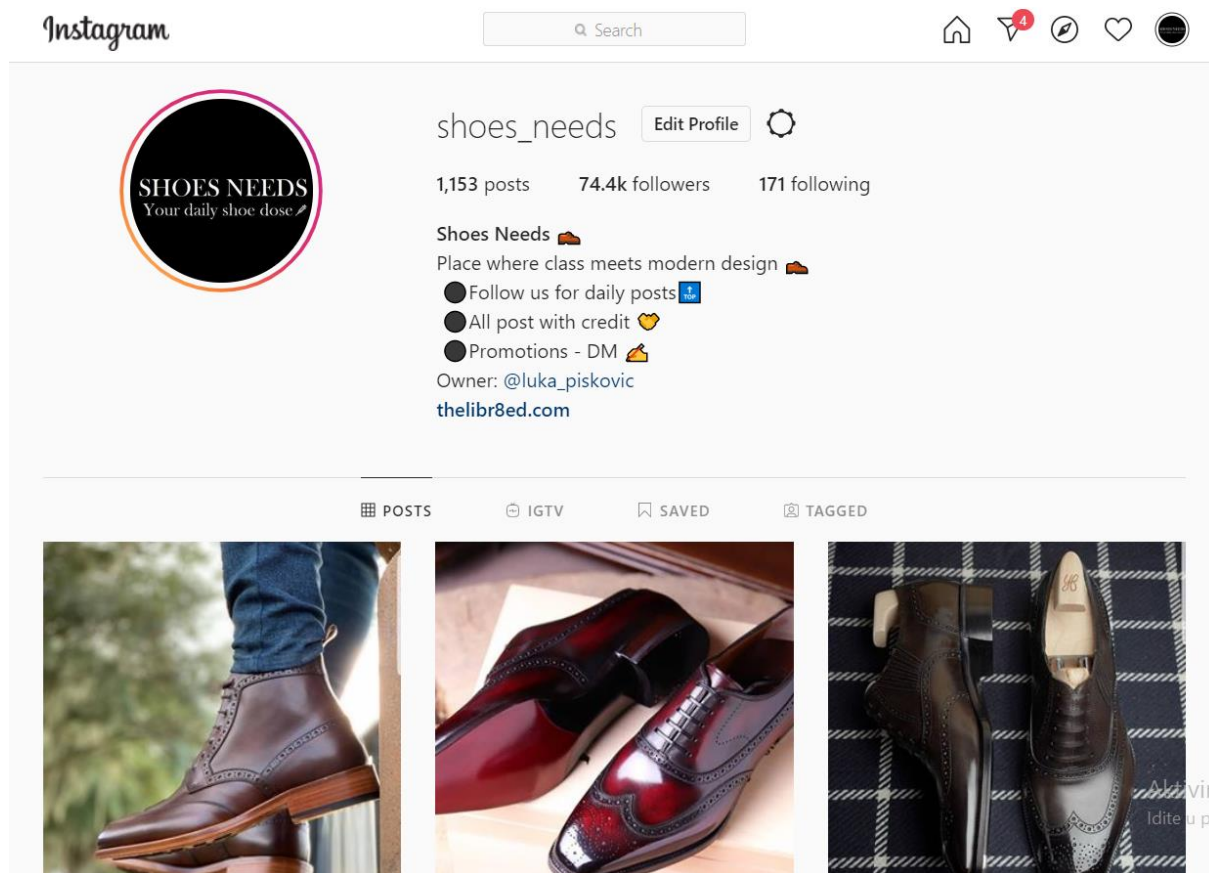 Instagram
Search
4
shoes_needs Edit Profile
1,153 posts 74.4k followers 171 following
SHOES NEEDS
Your daily shoe dose
Shoes Needs
Place where class meets modern design
Follow us for daily posts
TOP
All post with credit
Promotions - DM
Owner: @luka_piskovic
thelibr8ed.com
POSTS IGTV SAVED TAGGED
Idite u p